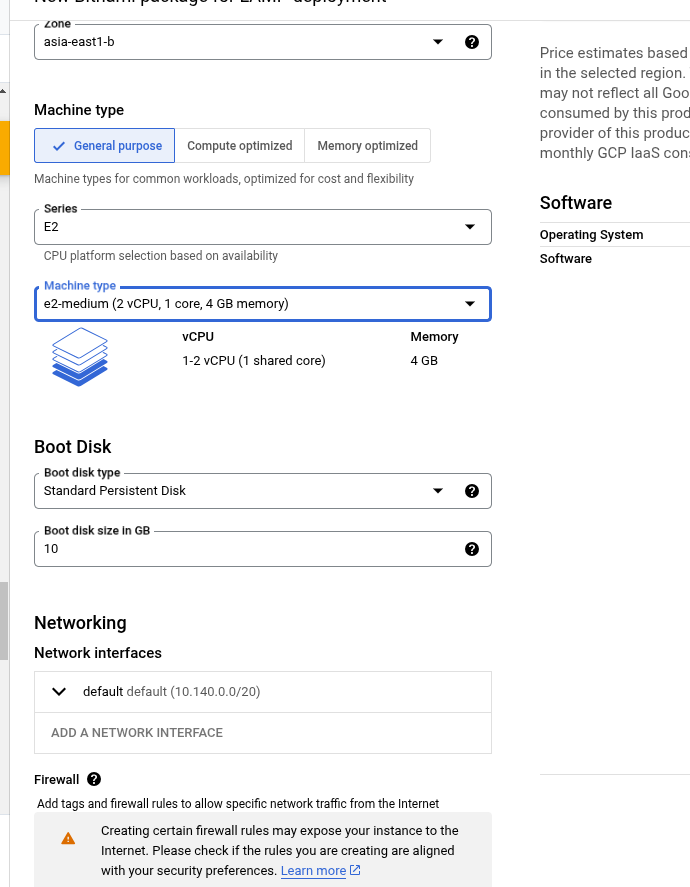 New Bitnami package for LAMP deployment
Zone
asia-east1-b
Machine type
General purpose
Compute optimized
Memory optimized
Machine types for common workloads, optimized for cost and flexibility
Series
E2
CPU platform selection based on availability
Machine type
e2-medium (2 vCPU, 1 core, 4 GB memory)
vCPU
Memory
1-2 vCPU (1 shared core)
4 GB
Boot Disk
Boot disk type
Standard Persistent Disk
Boot disk size in GB
10
Networking
Network interfaces
default default (10.140.0.0/20)
ADD A NETWORK INTERFACE
Firewall
Add tags and firewall rules to allow specific network traffic from the Internet
Creating certain firewall rules may expose your instance to the
Internet. Please check if the rules you are creating are aligned
with your security preferences. Learn more
Price estimates based
in the selected region.
may not reflect all Goo
consumed by this prod
provider of this produc
monthly GCP IaaS cons
Software
Operating System
Software